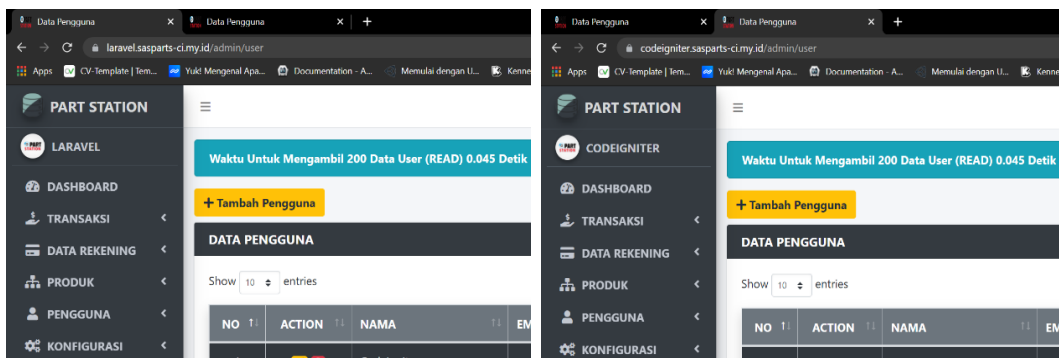 Data Pengguna
Data Pengguna
laravel.sasparts-ci.my.id/admin/user
Apps CV-Template | Tem... Yuk! Mengenal Apa... Documentation - A... Memulai dengan U... Kenne
PART STATION
LARAVEL
DASHBOARD
TRANSAKSI
DATA REKENING
PRODUK
PENGGUNA
KONFIGURASI
Waktu Untuk Mengambil 200 Data User (READ) 0.045 Detik
+ Tambah Pengguna
DATA PENGGUNA
Show 10 entries
NO ACTION NAMA EM
Data Pengguna
Data Pengguna
codeigniter.sasparts-ci.my.id/admin/user
Apps CV-Template | Tem... Yuk! Mengenal Apa... Documentation - A... Memulai dengan U... Kenne
PART STATION
CODEIGNITER
DASHBOARD
TRANSAKSI
DATA REKENING
PRODUK
PENGGUNA
KONFIGURASI
Waktu Untuk Mengambil 200 Data User (READ) 0.045 Detik
+ Tambah Pengguna
DATA PENGGUNA
Show 10 entries
NO ACTION NAMA EM